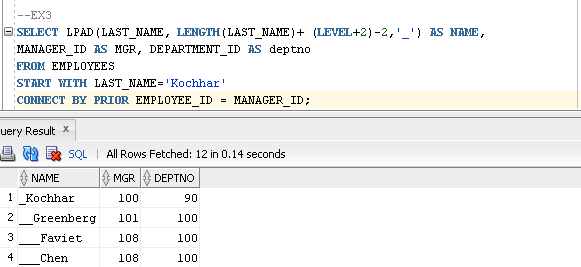 --EX3
SELECT LPAD(LAST_NAME, LENGTH(LAST_NAME)+ (LEVEL+2)-2,'_') AS NAME,
MANAGER_ID AS MGR, DEPARTMENT_ID AS deptno
FROM EMPLOYEES
START WITH LAST_NAME='Kochhar'
CONNECT BY PRIOR EMPLOYEE_ID = MANAGER_ID;
uery Result x
SQL | All Rows Fetched: 12 in 0.14 seconds
NAME MGR DEPTNO
1 _Kochhar 100 90
2 __Greenberg 101 100
3 ___Faviet 108 100
4 ___Chen 108 100